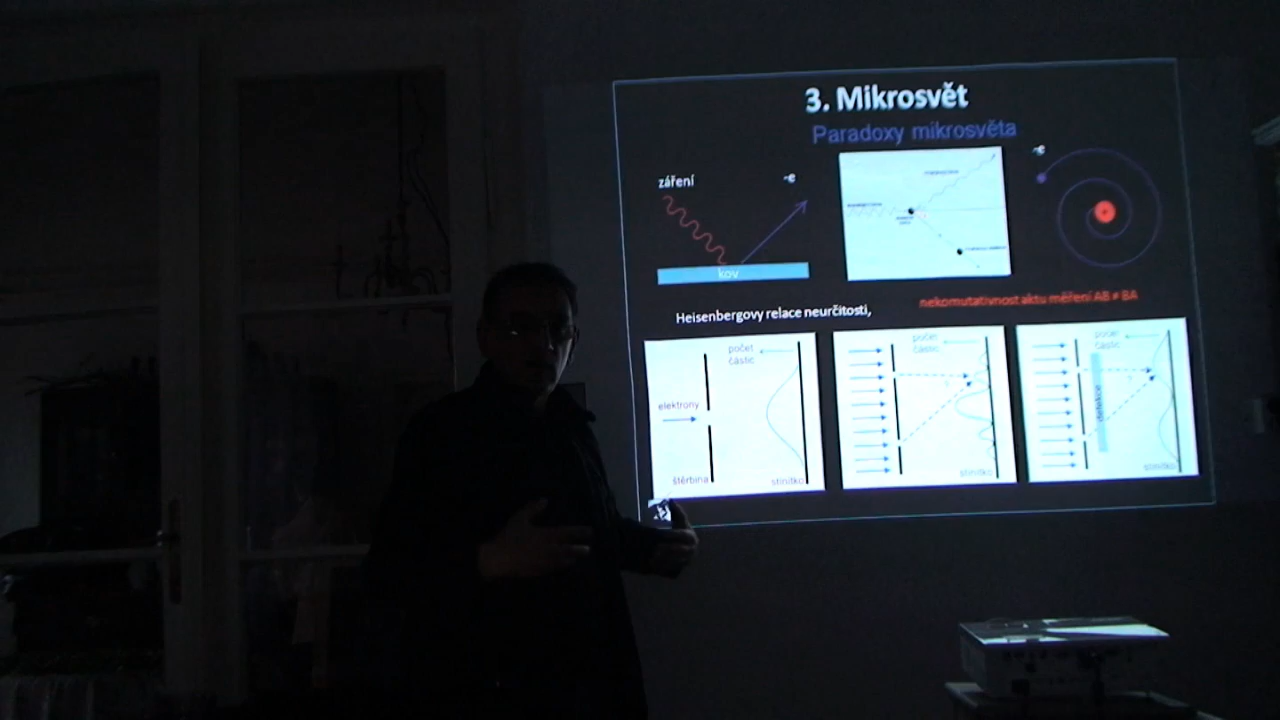 3. Mikrosvět
Paradoxy mikrosvěta
záření
-e
-e
kov
Heisenbergovy relace neurčitosti,
nekomutativnost aktu měření AB ≠ BA
počet
částic
elektrony
štěrbina
stínítko
počet
částic
stínítko
počet
částic
detekce
stínítko